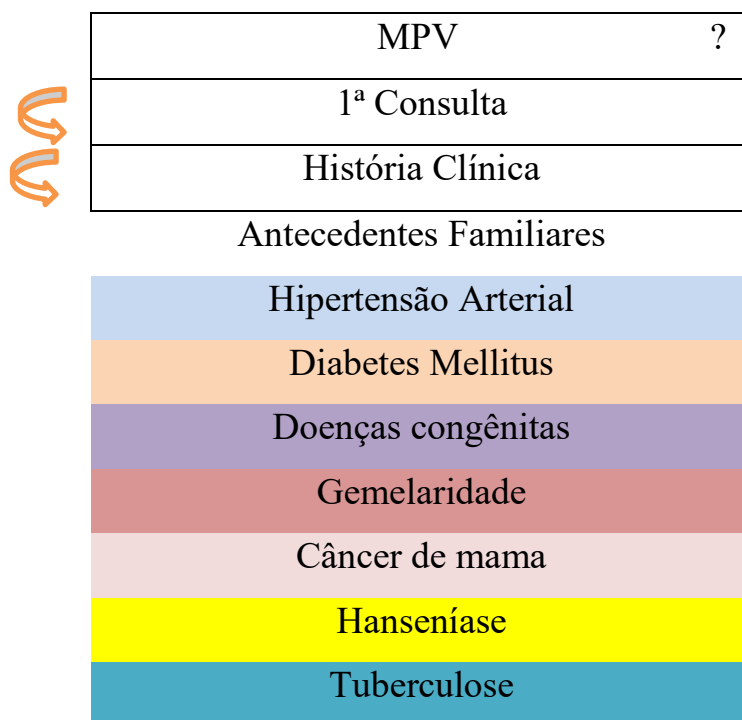 MPV ?
1ª Consulta
História Clínica
Antecedentes Familiares
Hipertensão Arterial
Diabetes Mellitus
Doenças congênitas
Gemelaridade
Câncer de mama
Hanseníase
Tuberculose